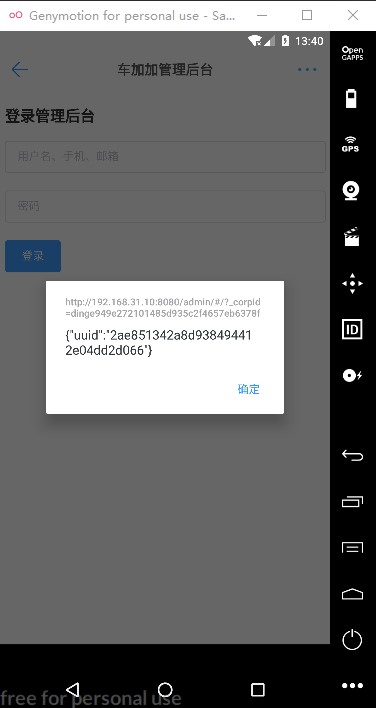 Genymotion for personal use - Sa...
13:40
Open
GAPPS
车加加管理后台
登录管理后台
GPS
用户名、手机、邮箱
密码
登录
http://192.168.31.10:8080/admin/#/?_corpid
=dinge949e272101485d935c2f4657eb6378f
{"uuid":"2ae851342a8d93849441
2e04dd2d066"}
ID
确定
free for personal use